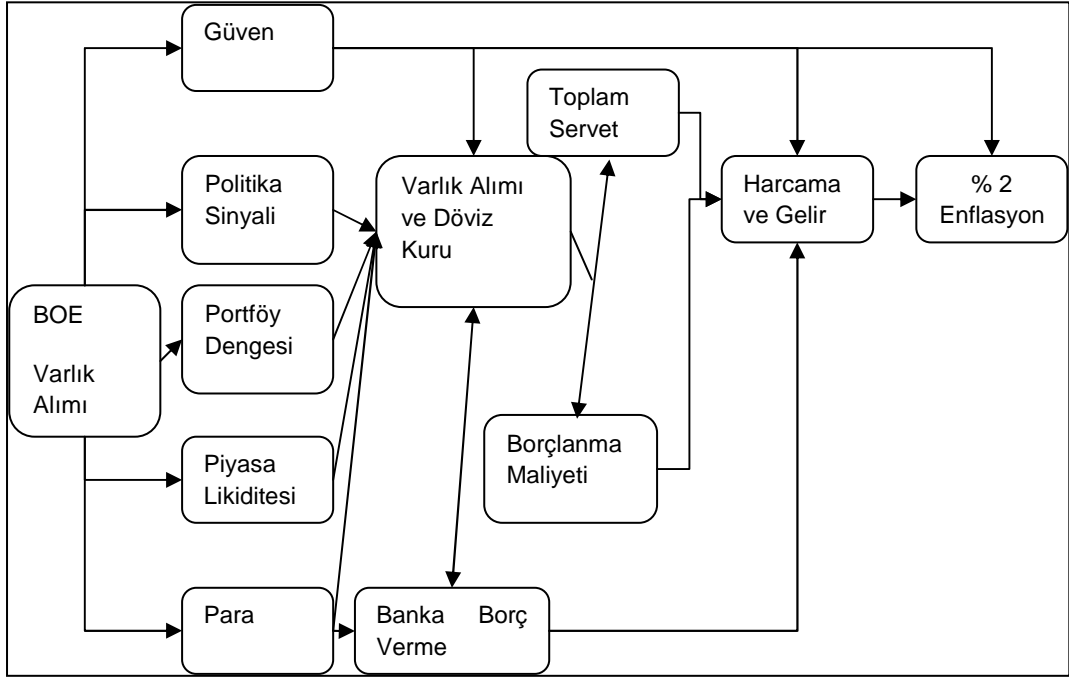 Güven
Toplam
Servet
Politika
Sinyali
Varlık Alımı
ve Döviz
Kuru
Harcama
ve Gelir
% 2
Enflasyon
BOE
Varlık
Alımı
Portföy
Dengesi
Piyasa
Likiditesi
Borçlanma
Maliyeti
Para
Banka Borç
Verme